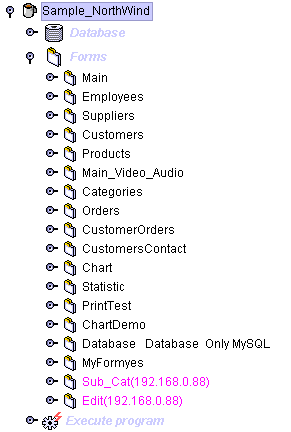 Sample_NorthWind
Database
Forms
Main
Employees
Suppliers
Customers
Products
Main_Video_Audio
Categories
Orders
CustomerOrders
CustomersContact
Chart
Statistic
PrintTest
ChartDemo
Database Database Only MySQL
MyFormyes
Sub_Cat(192.168.0.88)
Edit(192.168.0.88)
Execute program